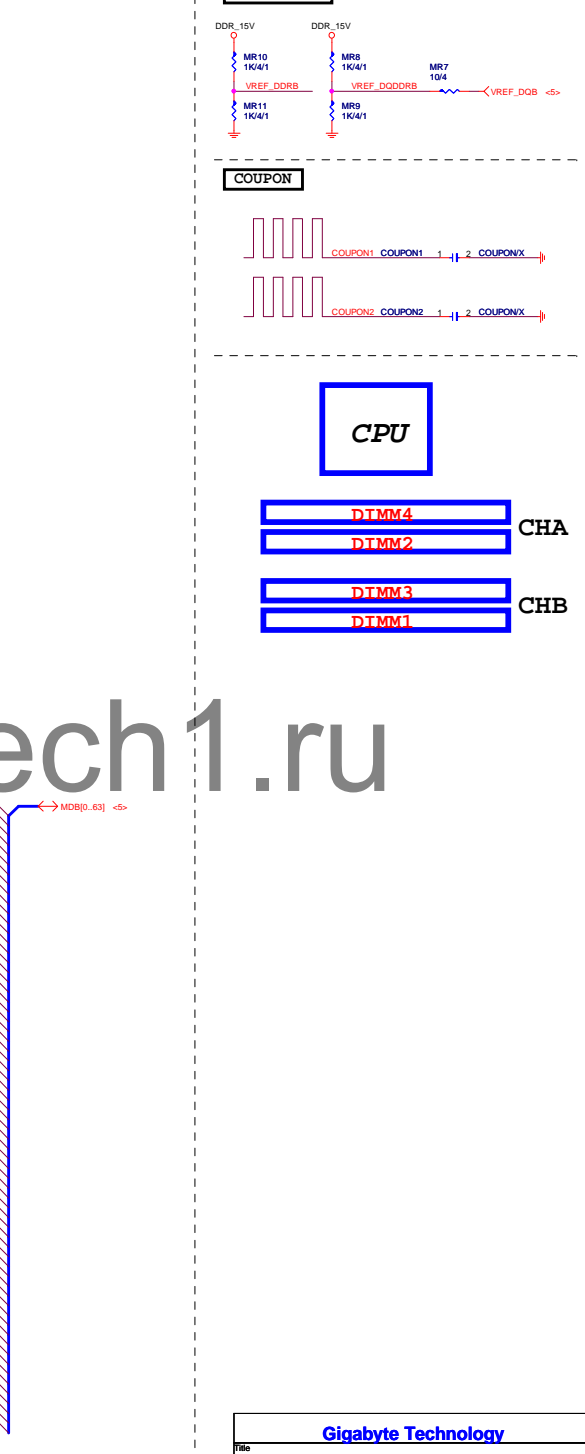 DDR_15V DDR_15V
MR10
1K/4/1
MR8
1K/4/1
MR7
10/4
VREF_DDRB VREF_DQDDRB VREF_DQB <5>
MR11
1K/4/1
MR9
1K/4/1
COUPON
COUPON1 COUPON1 1 2 COUPON/X
COUPON2 COUPON2 1 2 COUPON/X
CPU
DIMM4
CHA
DIMM2
DIMM3
CHB
DIMM1
ech1.ru
MDB[0..63] <5>
Gigabyte Technology
Title